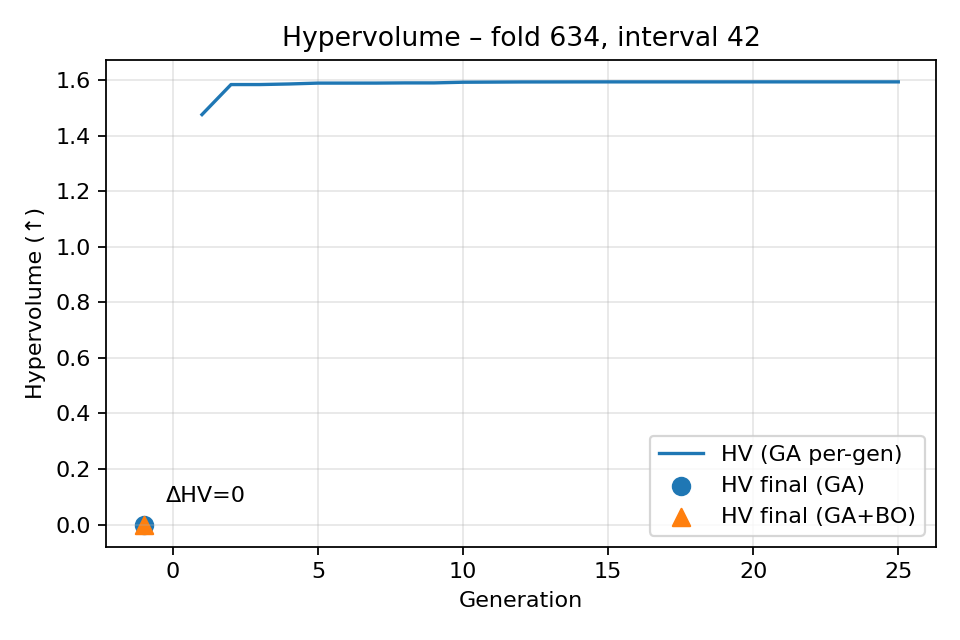 Hypervolume – fold 634, interval 42
Hypervolume (↑)
1.6
1.4
1.2
1.0
0.8
0.6
0.4
0.2
0.0
ΔHV=0
HV (GA per-gen)
HV final (GA)
HV final (GA+BO)
0 5 10 15 20 25
Generation